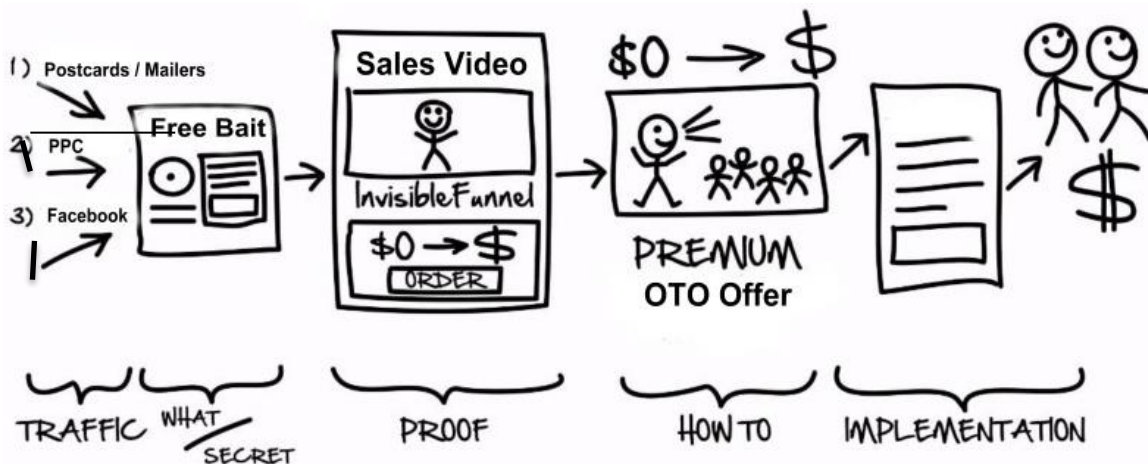 1) Postcards / Mailers
2) PPC
3) Facebook
Free Bait
Sales Video
InvisibleFunnel
$0 → $
ORDER
$0 → $
PREMIUM
OTO Offer
$
TRAFFIC
WHAT / SECRET
PROOF
HOW TO
IMPLEMENTATION